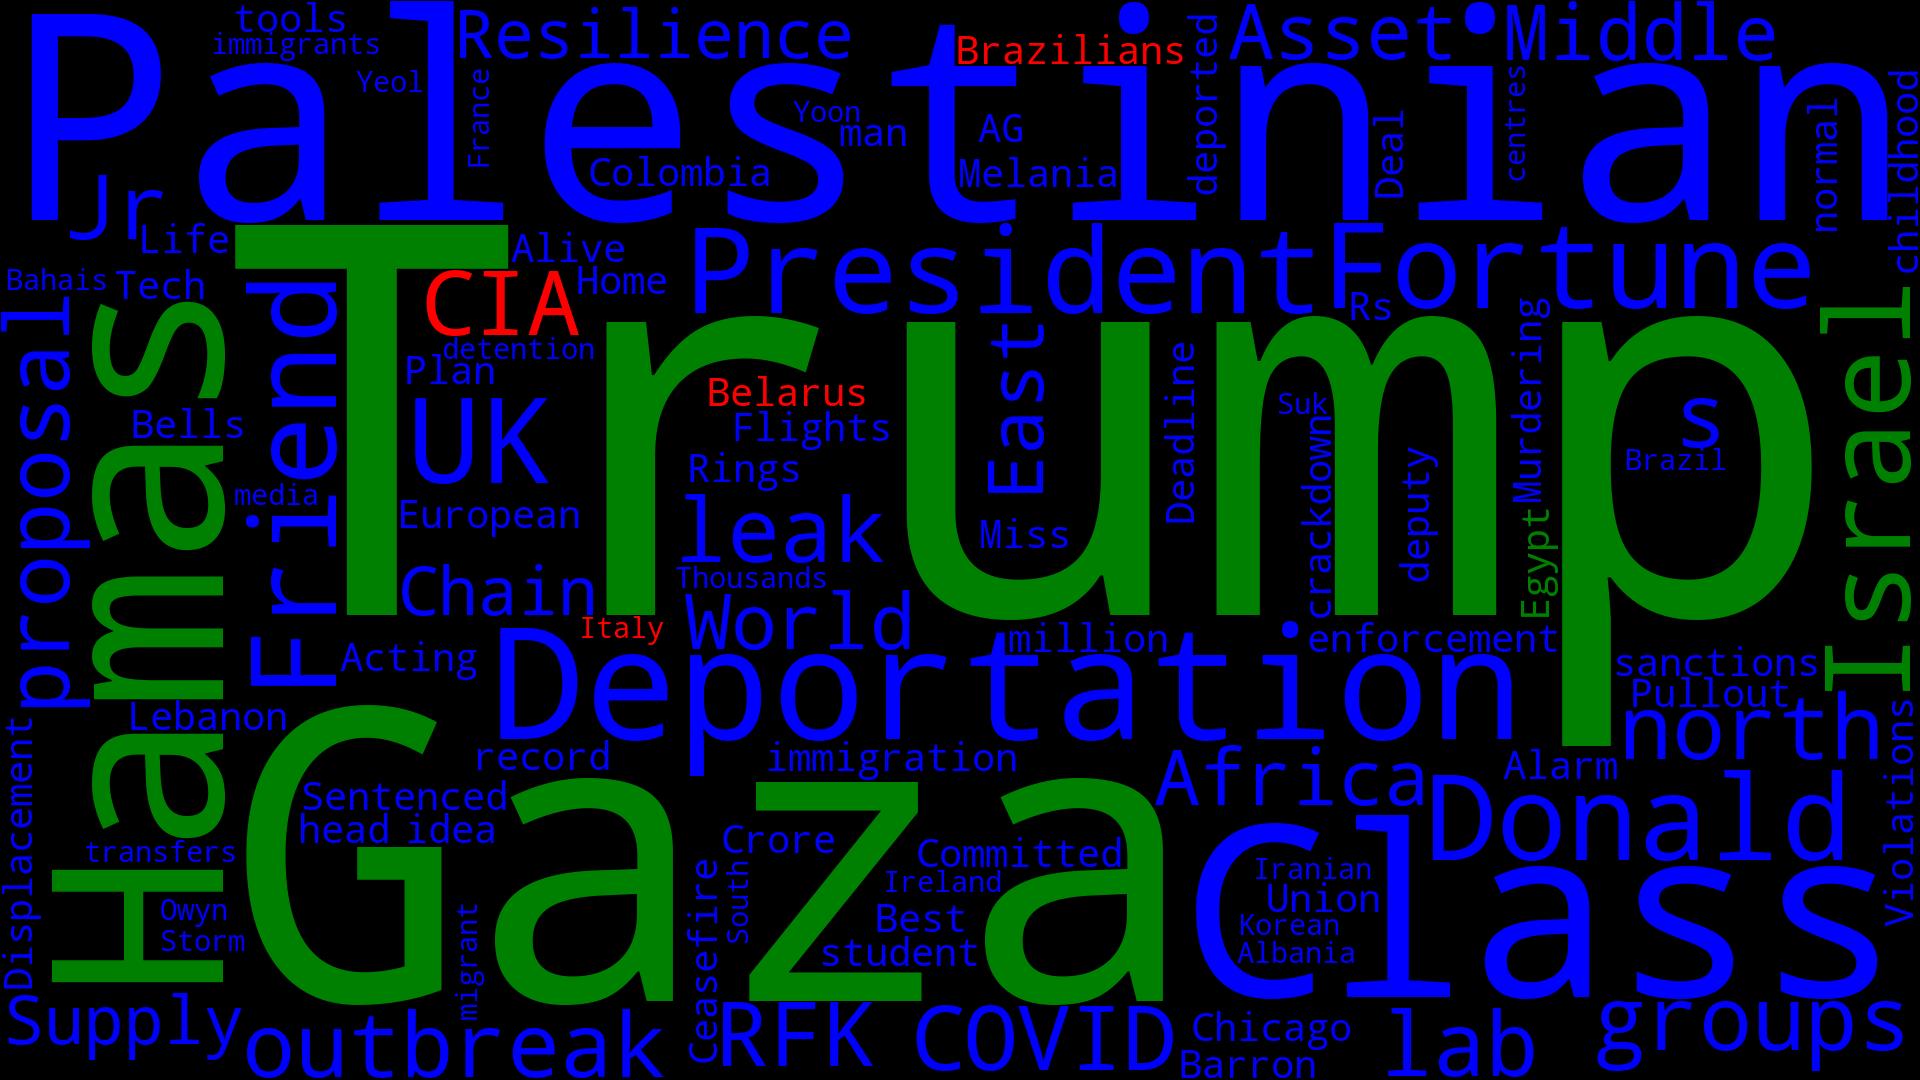 tools
immigrants
Resilience
Brazilians
Asset
Middle
Palestinian
Yeol
France
Yoon
man
AG
Colombia
Melania
deported
Deal
centres
normal
childhood
Jr
Life
Alive
President
Fortune
Bahais
Tech
CIA
Home
Rs
proposal
Hamas
Friend
Trump
detention
Plan
Belarus
East
Deadline
Suk
Murdering
S
Israel
Bells
UK
Flights
Rings
crackdown
deputy
Brazil
media
European
leak
Miss
Egypt
Chain
Thousands
World
Italy
million
enforcement
Acting
Deportation
sanctions
Pullout
Lebanon
north
record
immigration
Africa
Alarm
Displacement
Gaza
Donald
Violations
Sentenced
head idea
transfers
Crore
Committed
Class
Iranian
Ireland
Union
Owyn
South
Best
Korean
Storm
migrant
student
Albania
Supply
outbreak
Ceasefire
RFK
COVID
Chicago
lab
groups
Barron